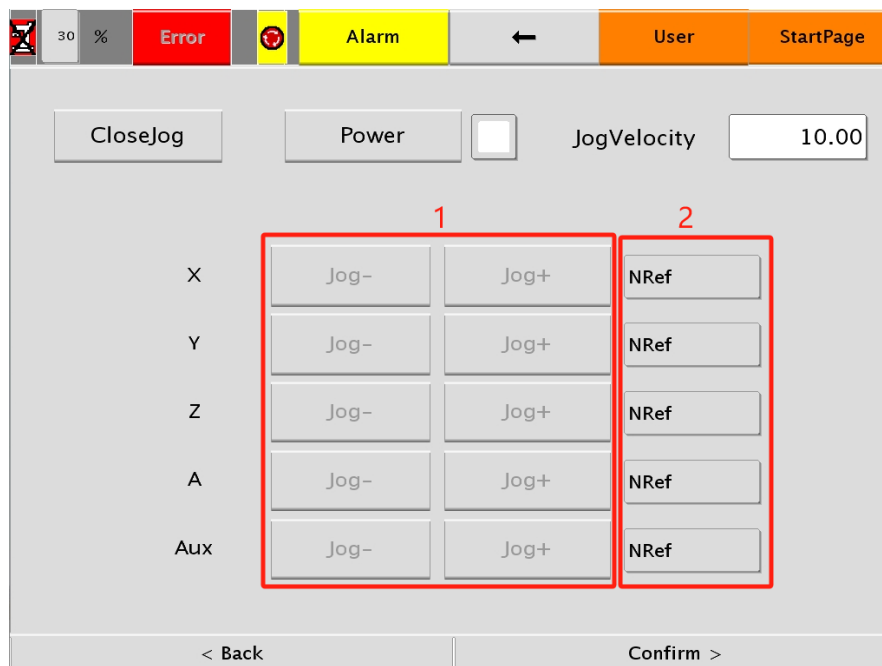 30 % Error Alarm ← User StartPage
CloseJog Power JogVelocity 10.00
1 2
X Jog- Jog+ NRef
Y Jog- Jog+ NRef
Z Jog- Jog+ NRef
A Jog- Jog+ NRef
Aux Jog- Jog+ NRef
< Back Confirm >